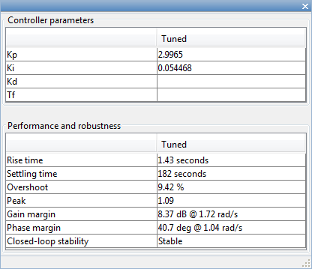 Controller parameters
Tuned
Kp 2.9965
Ki 0.054468
Kd
Tf
Performance and robustness
Tuned
Rise time 1.43 seconds
Settling time 182 seconds
Overshoot 9.42 %
Peak 1.09
Gain margin 8.37 dB @ 1.72 rad/s
Phase margin 40.7 deg @ 1.04 rad/s
Closed-loop stability Stable